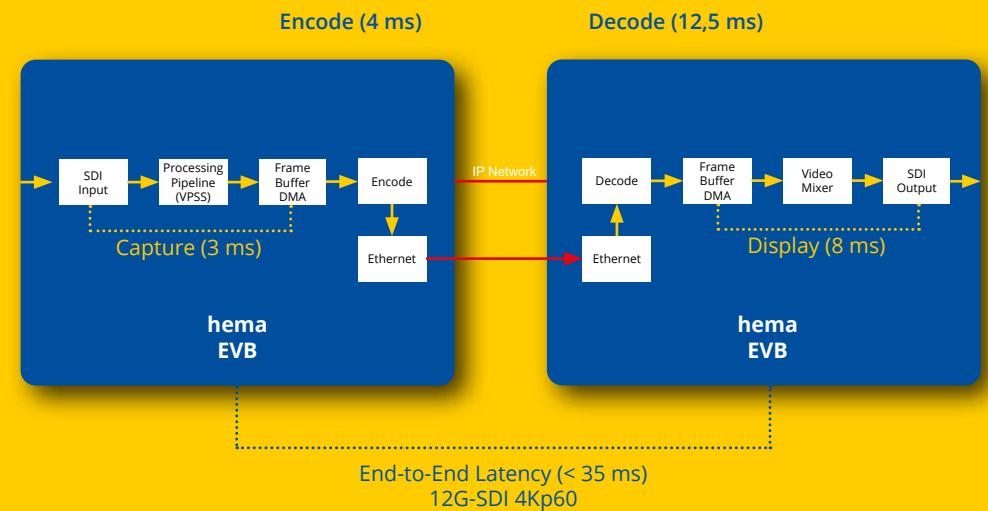 Encode (4 ms)
Decode (12,5 ms)
SDI
Input
Processing
Pipeline
(VPSS)
Frame
Buffer
DMA
Encode
IP Network
Decode
Frame
Buffer
DMA
Video
Mixer
SDI
Output
Capture (3 ms)
Display (8 ms)
Ethernet
Ethernet
hema
EVB
hema
EVB
End-to-End Latency (< 35 ms)
12G-SDI 4Kp60